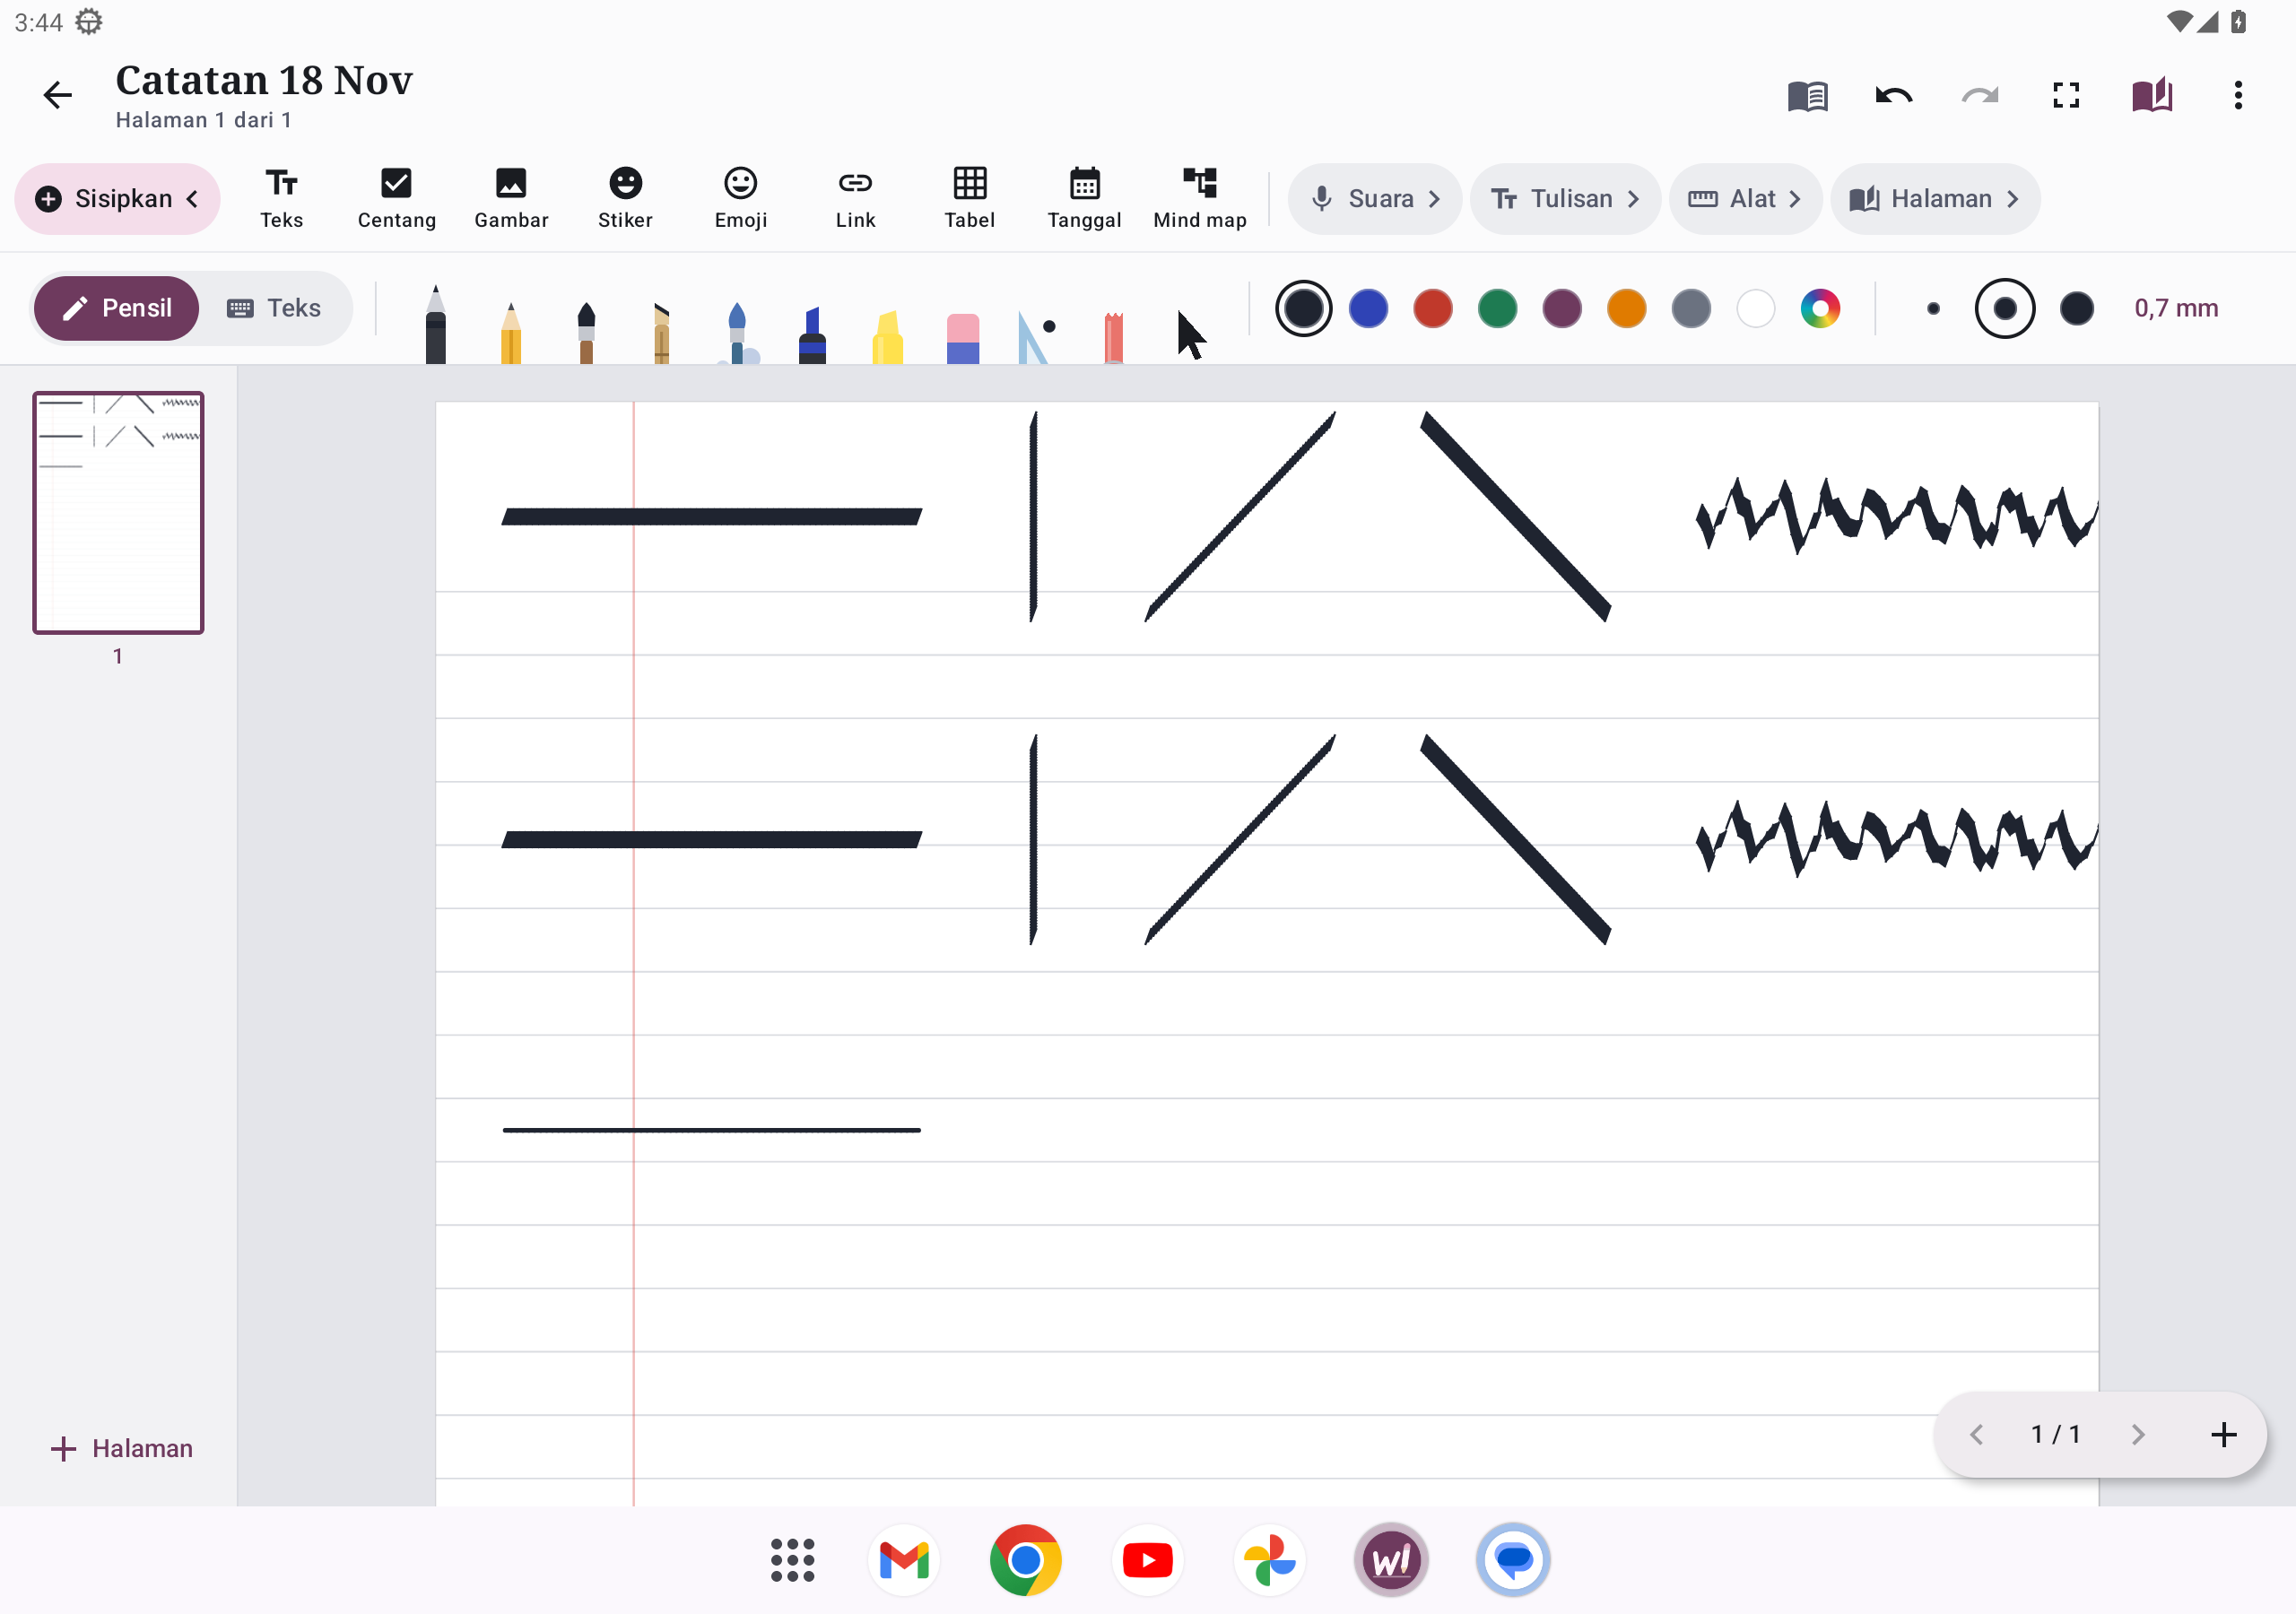 3:44
Catatan 18 Nov
Halaman 1 dari 1
Sisipkan
Teks
Centang
Gambar
Stiker
Emoji
Link
Tabel
Tanggal
Mind map
Suara
Tulisan
Alat
Halaman
Pensil
Teks
0,7 mm
1
Halaman
1 / 1